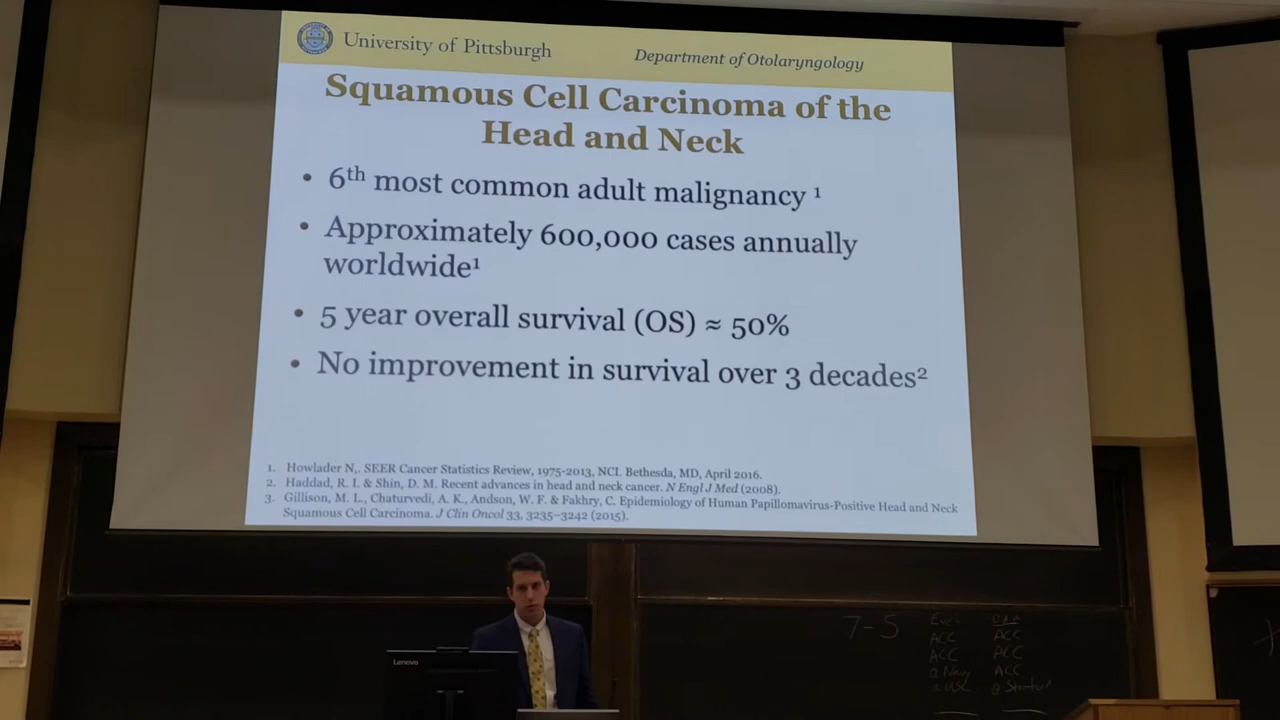 University of Pittsburgh
Department of Otolaryngology
Squamous Cell Carcinoma of the
Head and Neck
• 6th most common adult malignancy 1
• Approximately 600,000 cases annually
worldwide1
• 5 year overall survival (OS) ≈ 50%
• No improvement in survival over 3 decades2
1. Howlader N,. SEER Cancer Statistics Review, 1975-2013, NCI. Bethesda, MD, April 2016.
2. Haddad, R. I. & Shin, D. M. Recent advances in head and neck cancer. N Engl J Med (2008).
3. Gillison, M. L., Chaturvedi, A. K., Andson, W. F. & Fakhry, C. Epidemiology of Human Papillomavirus-Positive Head and Neck
Squamous Cell Carcinoma. J Clin Oncol 33, 3235–3242 (2015).
Lenovo
7-5
ACC ACC
ACC ACC
ACC